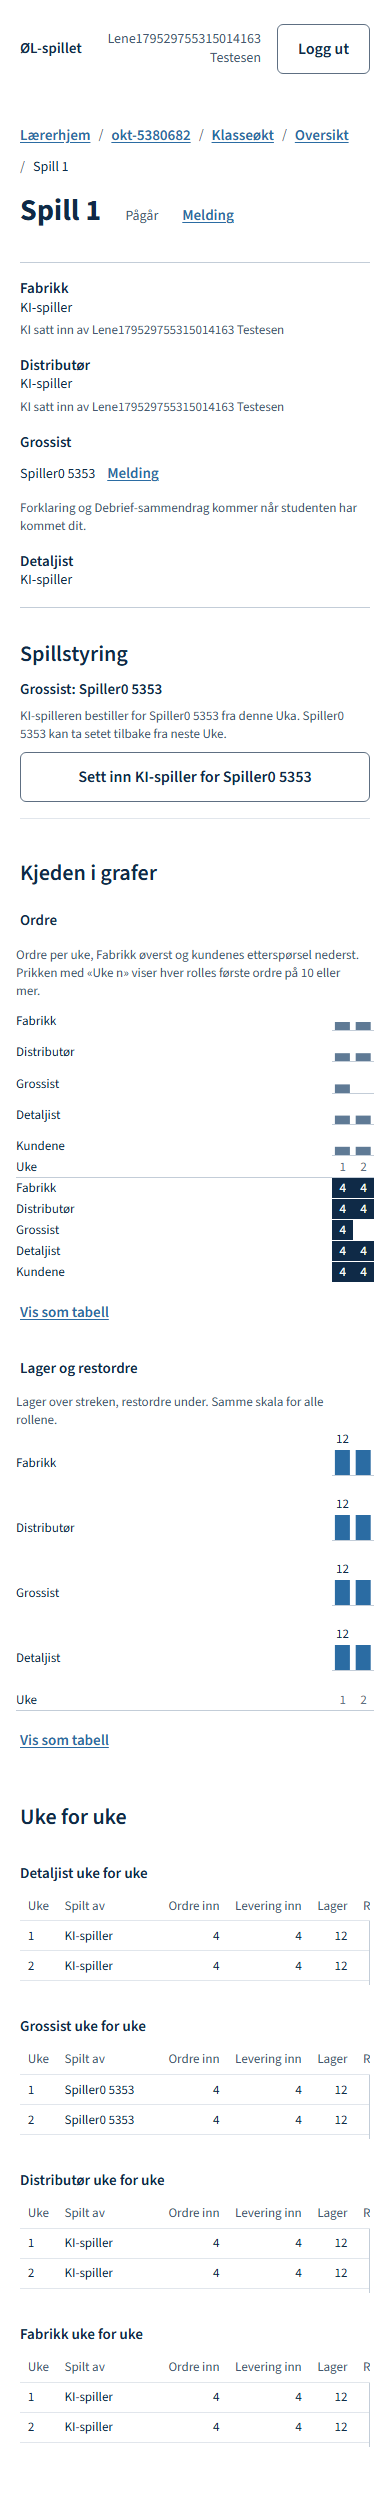 ØL-spillet
Lene179529755315014163
Testesen
Logg ut
Lærerhjem / okt-5380682 / Klasseøkt / Oversikt
/ Spill 1
Spill 1 Pågår Melding
Fabrikk
KI-spiller
KI satt inn av Lene179529755315014163 Testesen
Distributør
KI-spiller
KI satt inn av Lene179529755315014163 Testesen
Grossist
Spiller0 5353 Melding
Forklaring og Debrief-sammendrag kommer når studenten har
kommet dit.
Detaljist
KI-spiller
Spillstyring
Grossist: Spiller0 5353
KI-spilleren bestiller for Spiller0 5353 fra denne Uka. Spiller0
5353 kan ta setet tilbake fra neste Uke.
Sett inn KI-spiller for Spiller0 5353
Kjeden i grafer
Ordre
Ordre per uke, Fabrikk øverst og kundenes etterspørsel nederst.
Prikken med «Uke n» viser hver rolles første ordre på 10 eller
mer.
Fabrikk
Distributør
Grossist
Detaljist
Kundene
Uke 1 2
Fabrikk 4 4
Distributør 4 4
Grossist 4
Detaljist 4 4
Kundene 4 4
Vis som tabell
Lager og restordre
Lager over streken, restordre under. Samme skala for alle
rollene.
12
Fabrikk
12
Distributør
12
Grossist
12
Detaljist
Uke 1 2
Vis som tabell
Uke for uke
Detaljist uke for uke
Uke Spilt av Ordre inn Levering inn Lager R
1 KI-spiller 4 4 12
2 KI-spiller 4 4 12
Grossist uke for uke
Uke Spilt av Ordre inn Levering inn Lager R
1 Spiller0 5353 4 4 12
2 Spiller0 5353 4 4 12
Distributør uke for uke
Uke Spilt av Ordre inn Levering inn Lager R
1 KI-spiller 4 4 12
2 KI-spiller 4 4 12
Fabrikk uke for uke
Uke Spilt av Ordre inn Levering inn Lager R
1 KI-spiller 4 4 12
2 KI-spiller 4 4 12